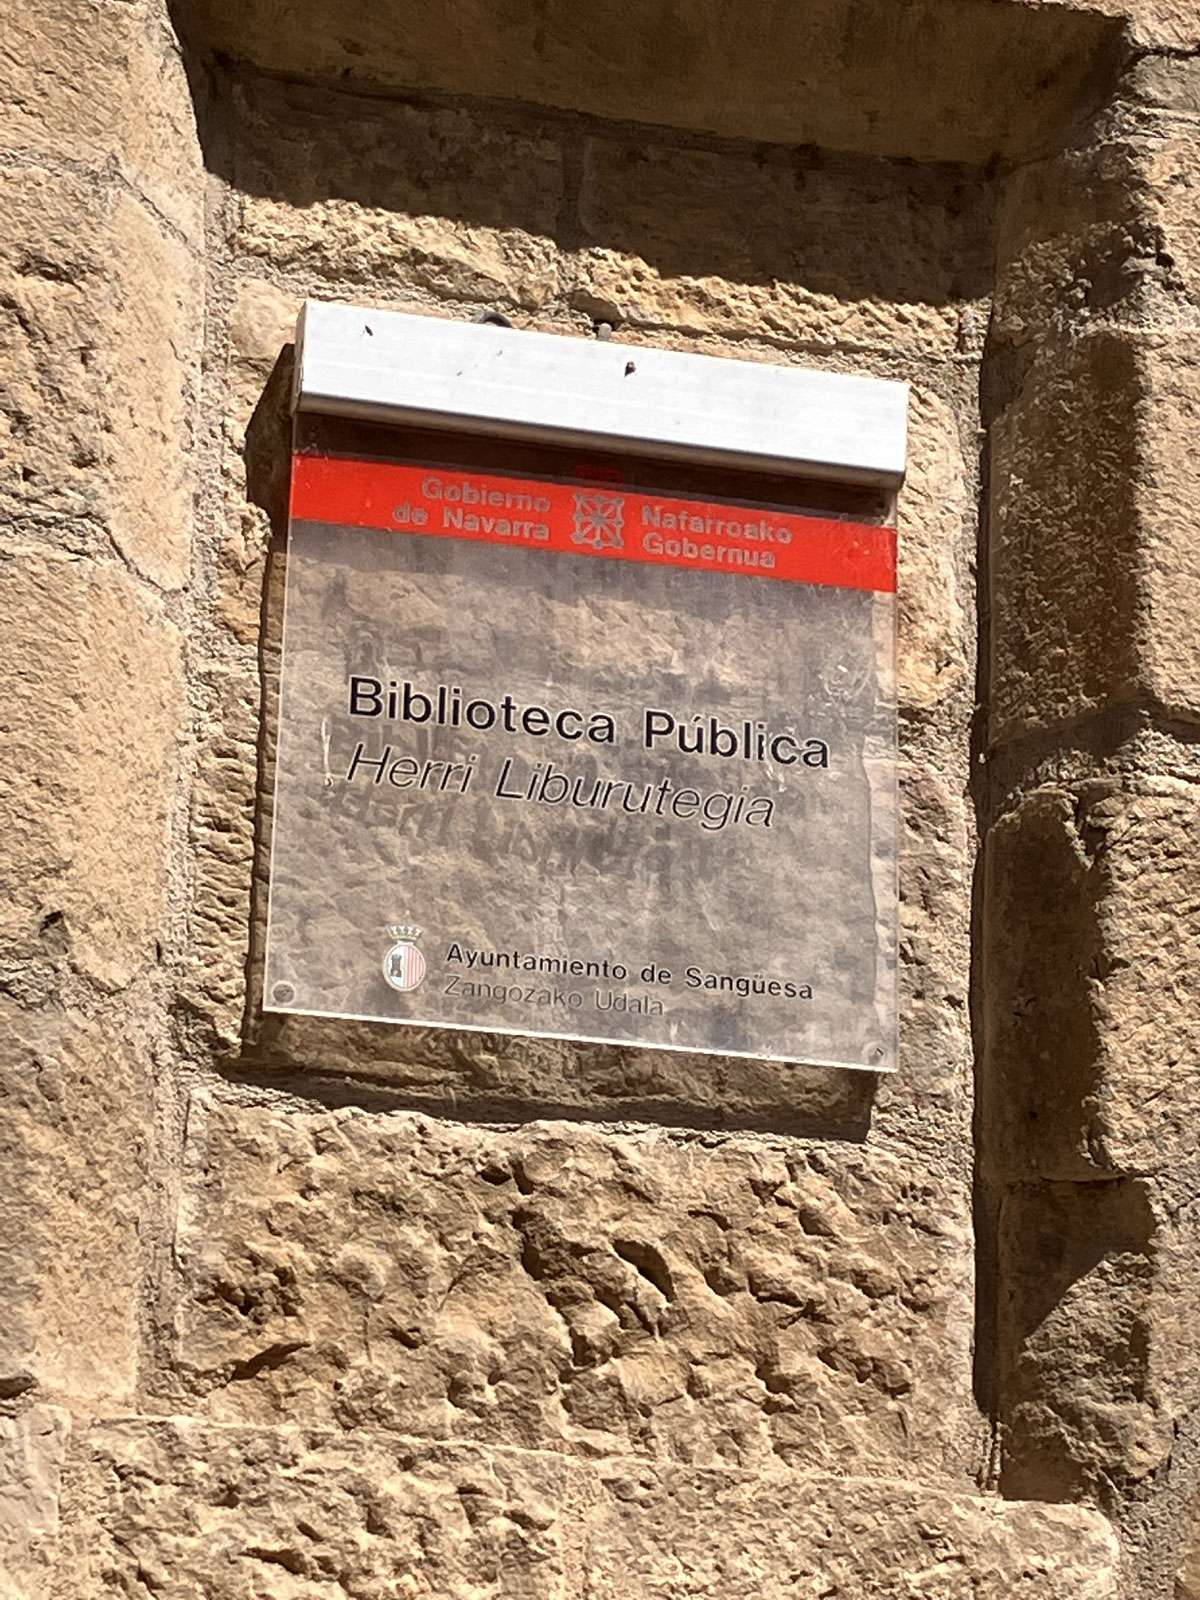 Gobierno
de Navarra
Nafarroako
Gobernua
Biblioteca Pública
Herri Liburutegia
Ayuntamiento de Sangüesa
Zangozako Udala